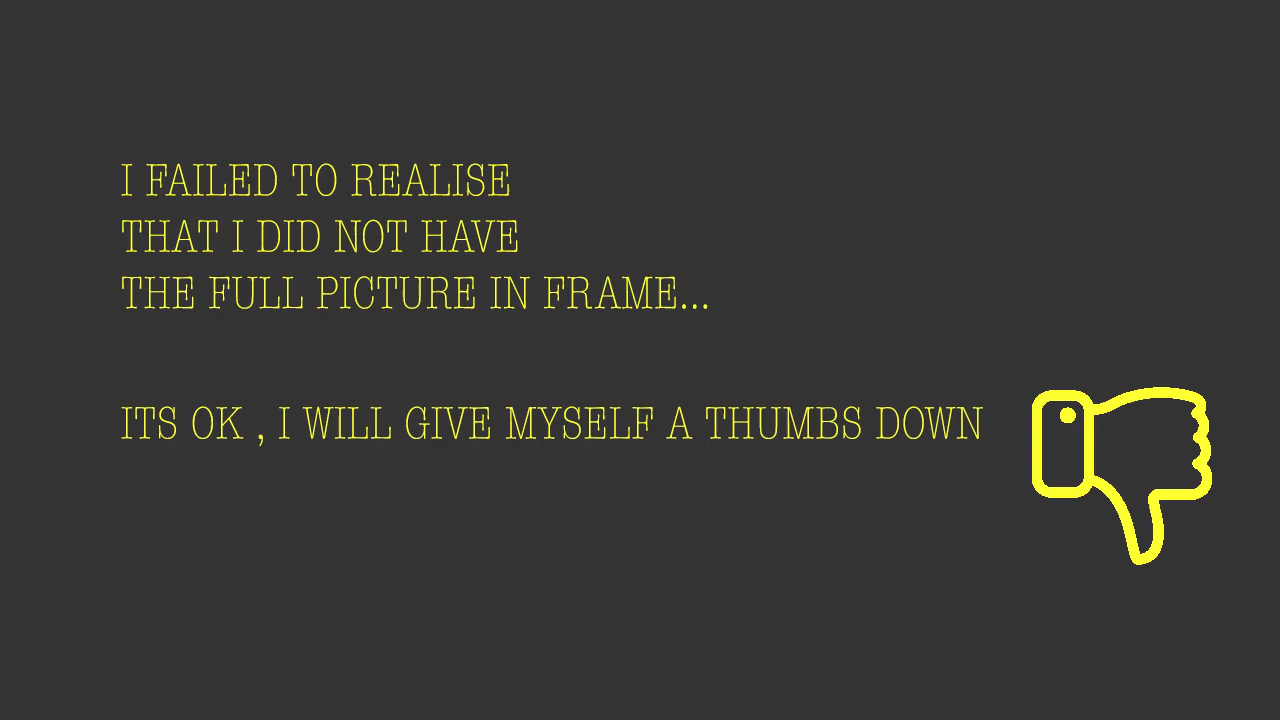 I FAILED TO REALISE
THAT I DID NOT HAVE
THE FULL PICTURE IN FRAME...
ITS OK , I WILL GIVE MYSELF A THUMBS DOWN